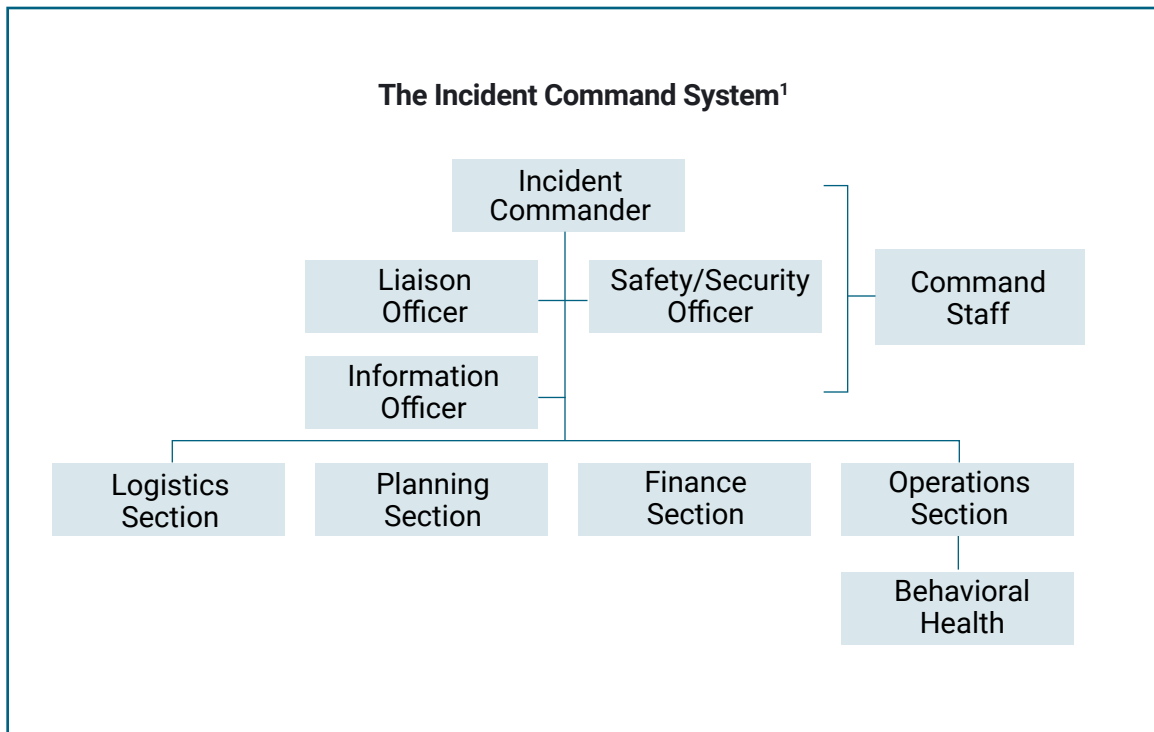 The Incident Command System¹
Incident
Commander
Liaison
Officer
Safety/Security
Officer
Command
Staff
Information
Officer
Logistics
Section
Planning
Section
Finance
Section
Operations
Section
Behavioral
Health